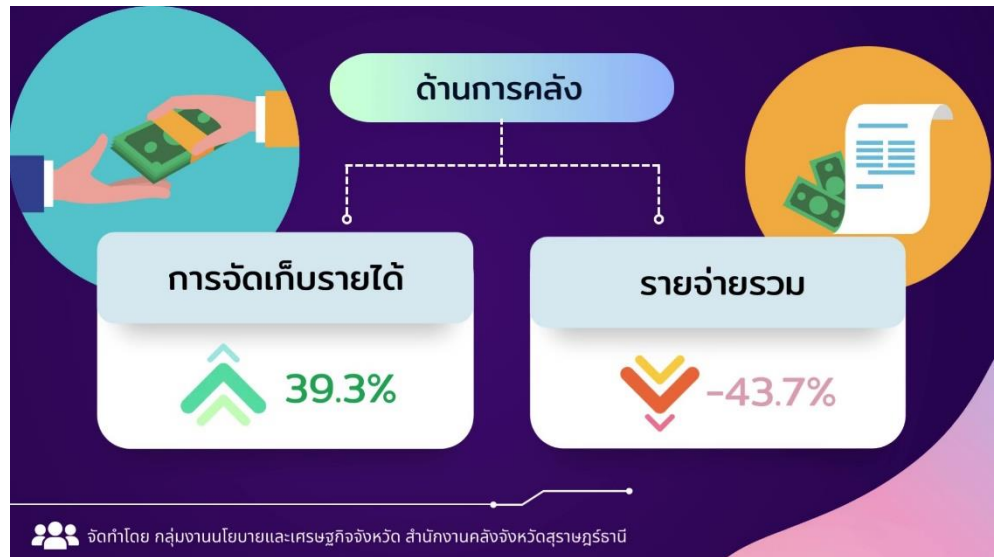 ด้านการคลัง
การจัดเก็บรายได้
39.3%
รายจ่ายรวม
-43.7%
จัดทำโดย กลุ่มงานนโยบายและเศรษฐกิจจังหวัด สำนักงานคลังจังหวัดสุราษฎร์ธานี